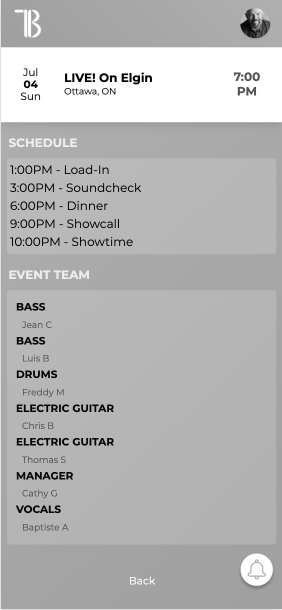 TB
Jul
04
Sun
LIVE! On Elgin
Ottawa, ON
7:00
PM
SCHEDULE
1:00PM - Load-In
3:00PM - Soundcheck
6:00PM - Dinner
9:00PM - Showcall
10:00PM - Showtime
EVENT TEAM
BASS
Jean C
BASS
Luis B
DRUMS
Freddy M
ELECTRIC GUITAR
Chris B
ELECTRIC GUITAR
Thomas S
MANAGER
Cathy G
VOCALS
Baptiste A
Back